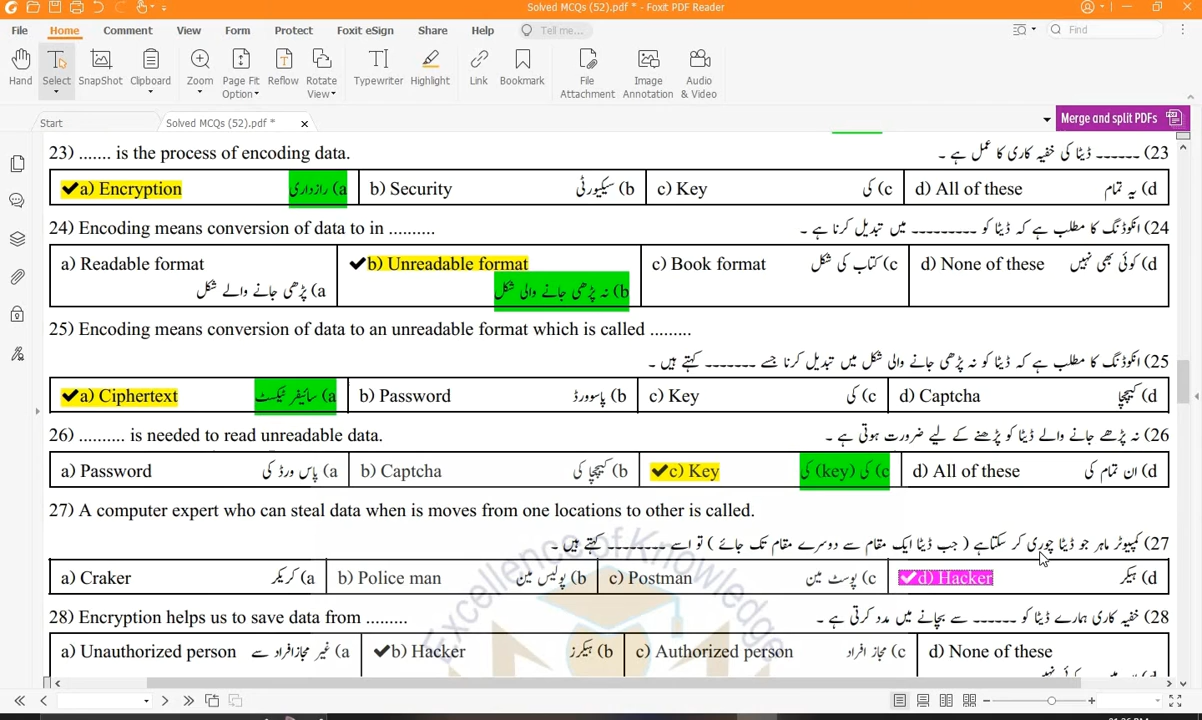 Solved MCQs (52).pdf * - Foxit PDF Reader
File Home Comment View Form Protect Foxit eSign Share Help Tell me... Find
Hand Select SnapShot Clipboard Zoom Page Fit Option Reflow Rotate View Typewriter Highlight Link Bookmark File Attachment Image Annotation Audio & Video
Start Solved MCQs (52).pdf * Merge and split PDFs
23) ....... is the process of encoding data. 23) ۔۔۔۔۔۔ ڈیٹا کی خفیہ کاری کا عمل ہے ۔
✔a) Encryption a) رازداری b) Security b) سیکیورٹی c) Key c) کی d) All of these d) یہ تمام
24) Encoding means conversion of data to in .......... 24) انکوڈنگ کا مطلب ہے کہ ڈیٹا کو ۔۔۔۔۔۔۔۔۔ میں تبدیل کرنا ہے ۔
a) Readable format ✔b) Unreadable format c) Book format c) کتاب کی شکل d) None of these d) کوئی بھی نہیں
a) پڑھی جانے والے شکل b) نہ پڑھی جانے والی شکل
25) Encoding means conversion of data to an unreadable format which is called .........
25) انکوڈنگ کا مطلب ہے کہ ڈیٹا کو نہ پڑھی جانے والی شکل میں تبدیل کرنا جسے ۔۔۔۔۔۔۔ کہتے ہیں ۔
✔a) Ciphertext a) سائیفر ٹیکسٹ b) Password b) پاسوورڈ c) Key c) کی d) Captcha d) کیپچا
26) .......... is needed to read unreadable data. 26) نہ پڑھے جانے والے ڈیٹا کو پڑھنے کے لیے ضرورت ہوتی ہے ۔
a) Password a) پاس ورڈ کی b) Captcha b) کیپچا کی ✔c) Key c) کی (key) کی d) All of these d) ان تمام کی
27) A computer expert who can steal data when is moves from one locations to other is called.
27) کمپیوٹر ماہر جو ڈیٹا چوری کر سکتاہے ( جب ڈیٹا ایک مقام سے دوسرے مقام تک جائے ) تو اسے ۔۔۔۔۔۔۔۔ کہتے ہیں ۔
a) Craker a) کریکر b) Police man b) پولیس مین c) Postman c) پوسٹ مین ✔d) Hacker d) ہیکر
28) Encryption helps us to save data from ......... 28) خفیہ کاری ہمارے ڈیٹا کو ۔۔۔۔۔۔ سے بچانے میں مدد کرتی ہے ۔
a) Unauthorized person a) غیر مجازافراد سے ✔b) Hacker b) ہیکرز c) Authorized person c) مجاز افراد d) None of these
Excellence of Knowledge